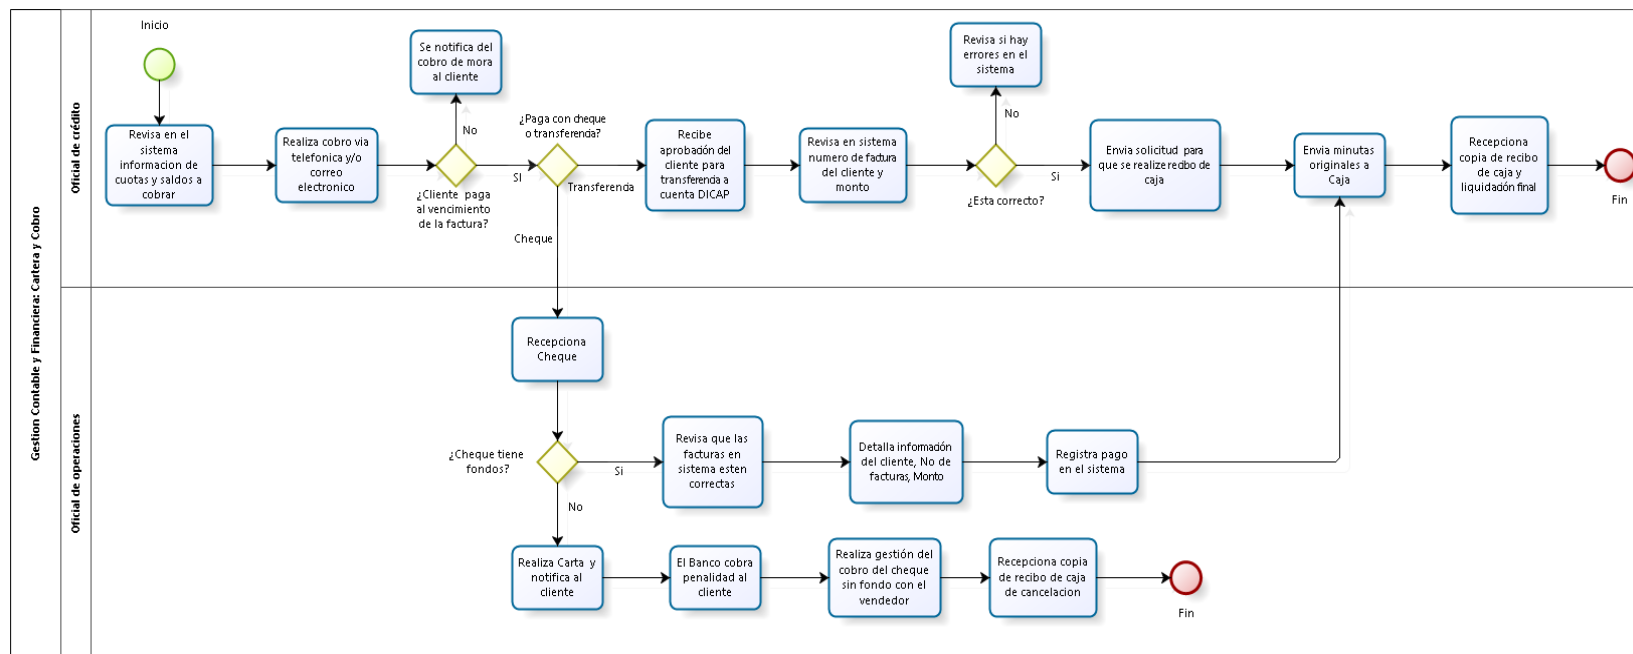 Gestion Contable y Financiera: Cartera y Cobro
Oficial de crédito
Inicio
Revisa en el
sistema
informacion de
cuotas y saldos a
cobrar
Realiza cobro via
telefonica y/o
correo
electronico
Se notifica del
cobro de mora
al cliente
No
¿Cliente paga
al vencimiento
de la factura?
SI
¿Paga con cheque
o transferencia?
Transferenda
Cheque
Recibe
aprobación del
cliente para
transferencia a
cuenta DICAP
Revisa en sistema
numero de factura
del cliente y
monto
Revisa si hay
errores en el
sistema
No
¿Esta correcto?
Si
Envia solicitud para
que se realize recibo de
caja
Envia minutas
originales a
Caja
Recepciona
copia de recibo
de caja y
liquidación final
Fin
Oficial de operaciones
Recepciona
Cheque
¿Cheque tiene
fondos?
Si
Revisa que las
facturas en
sistema esten
correctas
Detalla información
del cliente, No de
facturas, Monto
Registra pago
en el sistema
No
Realiza Carta y
notifica al
cliente
El Banco cobra
penalidad al
cliente
Realiza gestión del
cobro del cheque
sin fondo con el
vendedor
Recepciona copia
de recibo de caja
de cancelacion
Fin